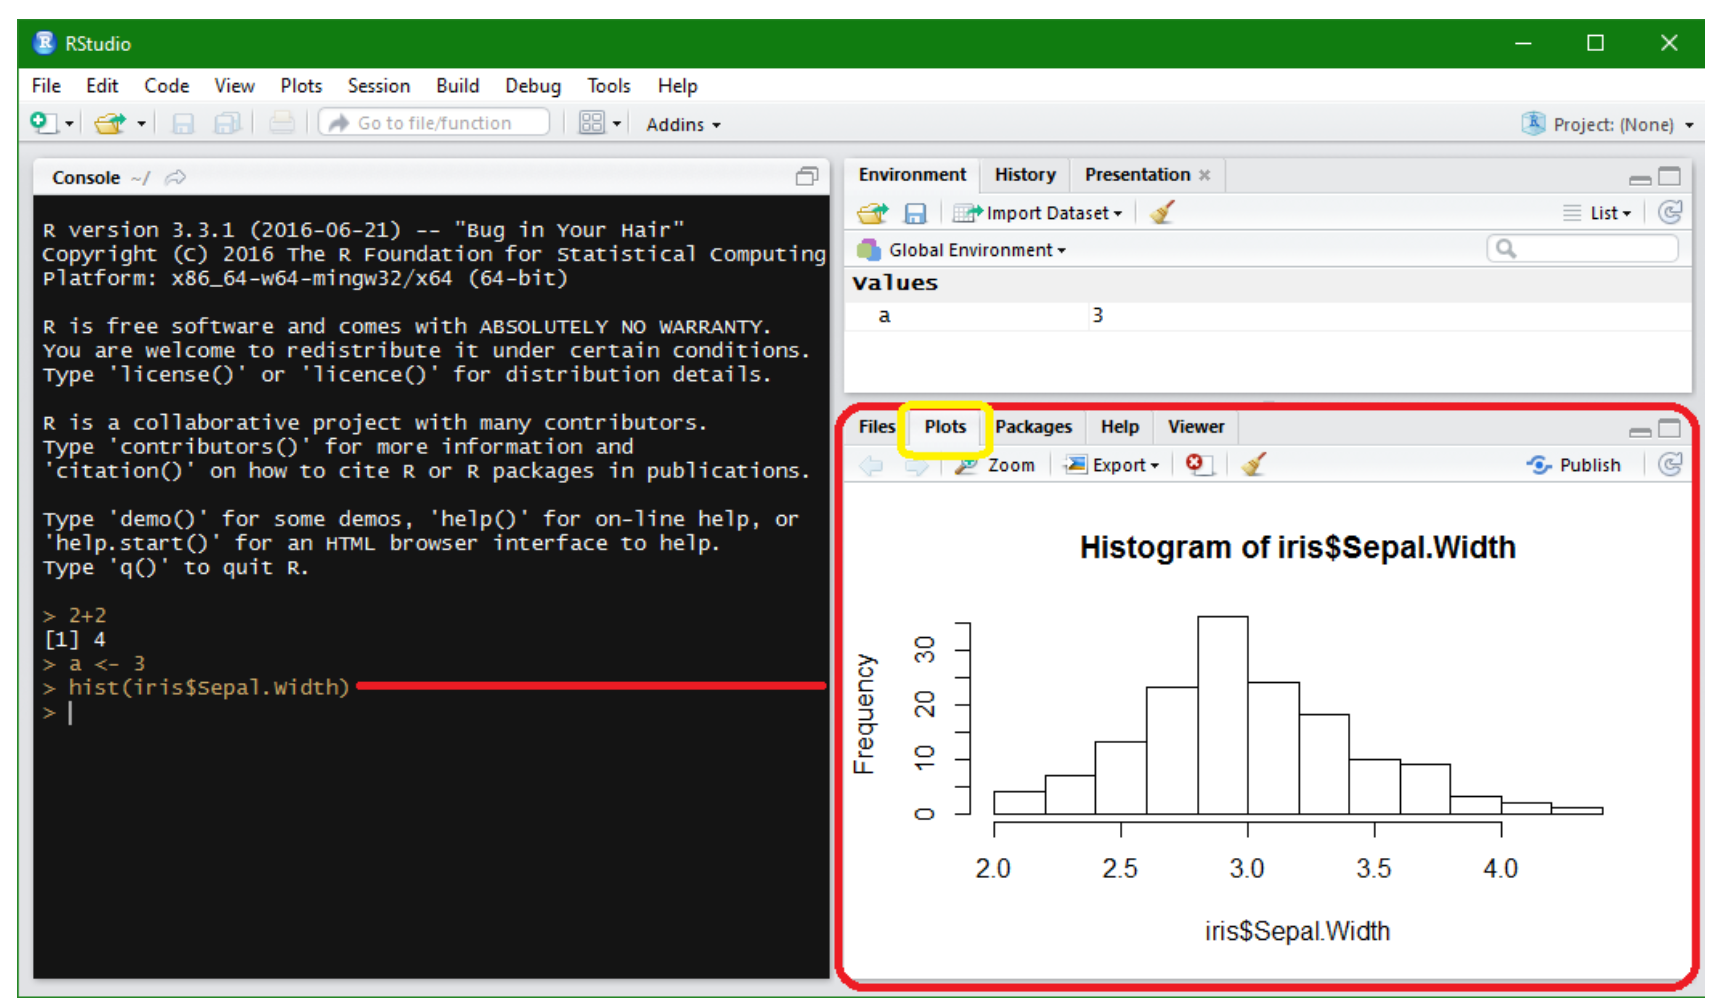 RStudio
File Edit Code View Plots Session Build Debug Tools Help
Go to file/function Addins Project: (None)
Console ~/
R version 3.3.1 (2016-06-21) -- "Bug in Your Hair"
Copyright (C) 2016 The R Foundation for Statistical Computing
Platform: x86_64-w64-mingw32/x64 (64-bit)
R is free software and comes with ABSOLUTELY NO WARRANTY.
You are welcome to redistribute it under certain conditions.
Type 'license()' or 'licence()' for distribution details.
R is a collaborative project with many contributors.
Type 'contributors()' for more information and
'citation()' on how to cite R or R packages in publications.
Type 'demo()' for some demos, 'help()' for on-line help, or
'help.start()' for an HTML browser interface to help.
Type 'q()' to quit R.
> 2+2
[1] 4
> a <- 3
> hist(iris$Sepal.Width)
>
Environment History Presentation
Import Dataset List
Global Environment
Values
a 3
Files Plots Packages Help Viewer
Zoom Export Publish
Histogram of iris$Sepal.Width
Frequency
0 10 20 30
2.0 2.5 3.0 3.5 4.0
iris$Sepal.Width